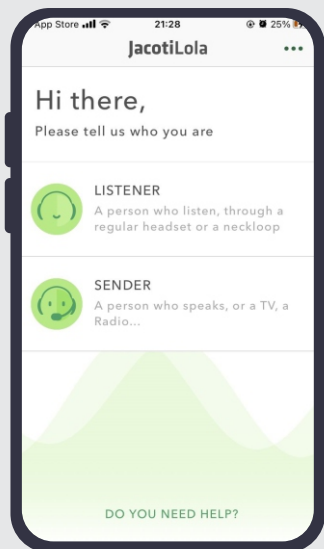 App Store 21:28 25%
JacotiLola
Hi there,
Please tell us who you are
LISTENER
A person who listen, through a
regular headset or a neckloop
SENDER
A person who speaks, or a TV, a
Radio...
DO YOU NEED HELP?